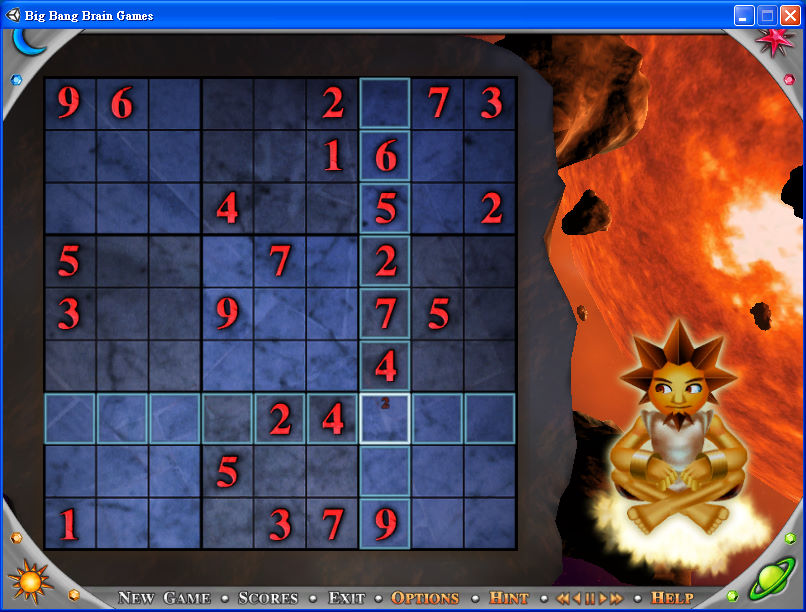 Big Bang Brain Games
9 6 2 7 3
1 6
4 5 2
5 7 2
3 9 7 5
4
2 4 2
5
1 3 7 9
NEW GAME • SCORES • EXIT • OPTIONS • HINT • • HELP